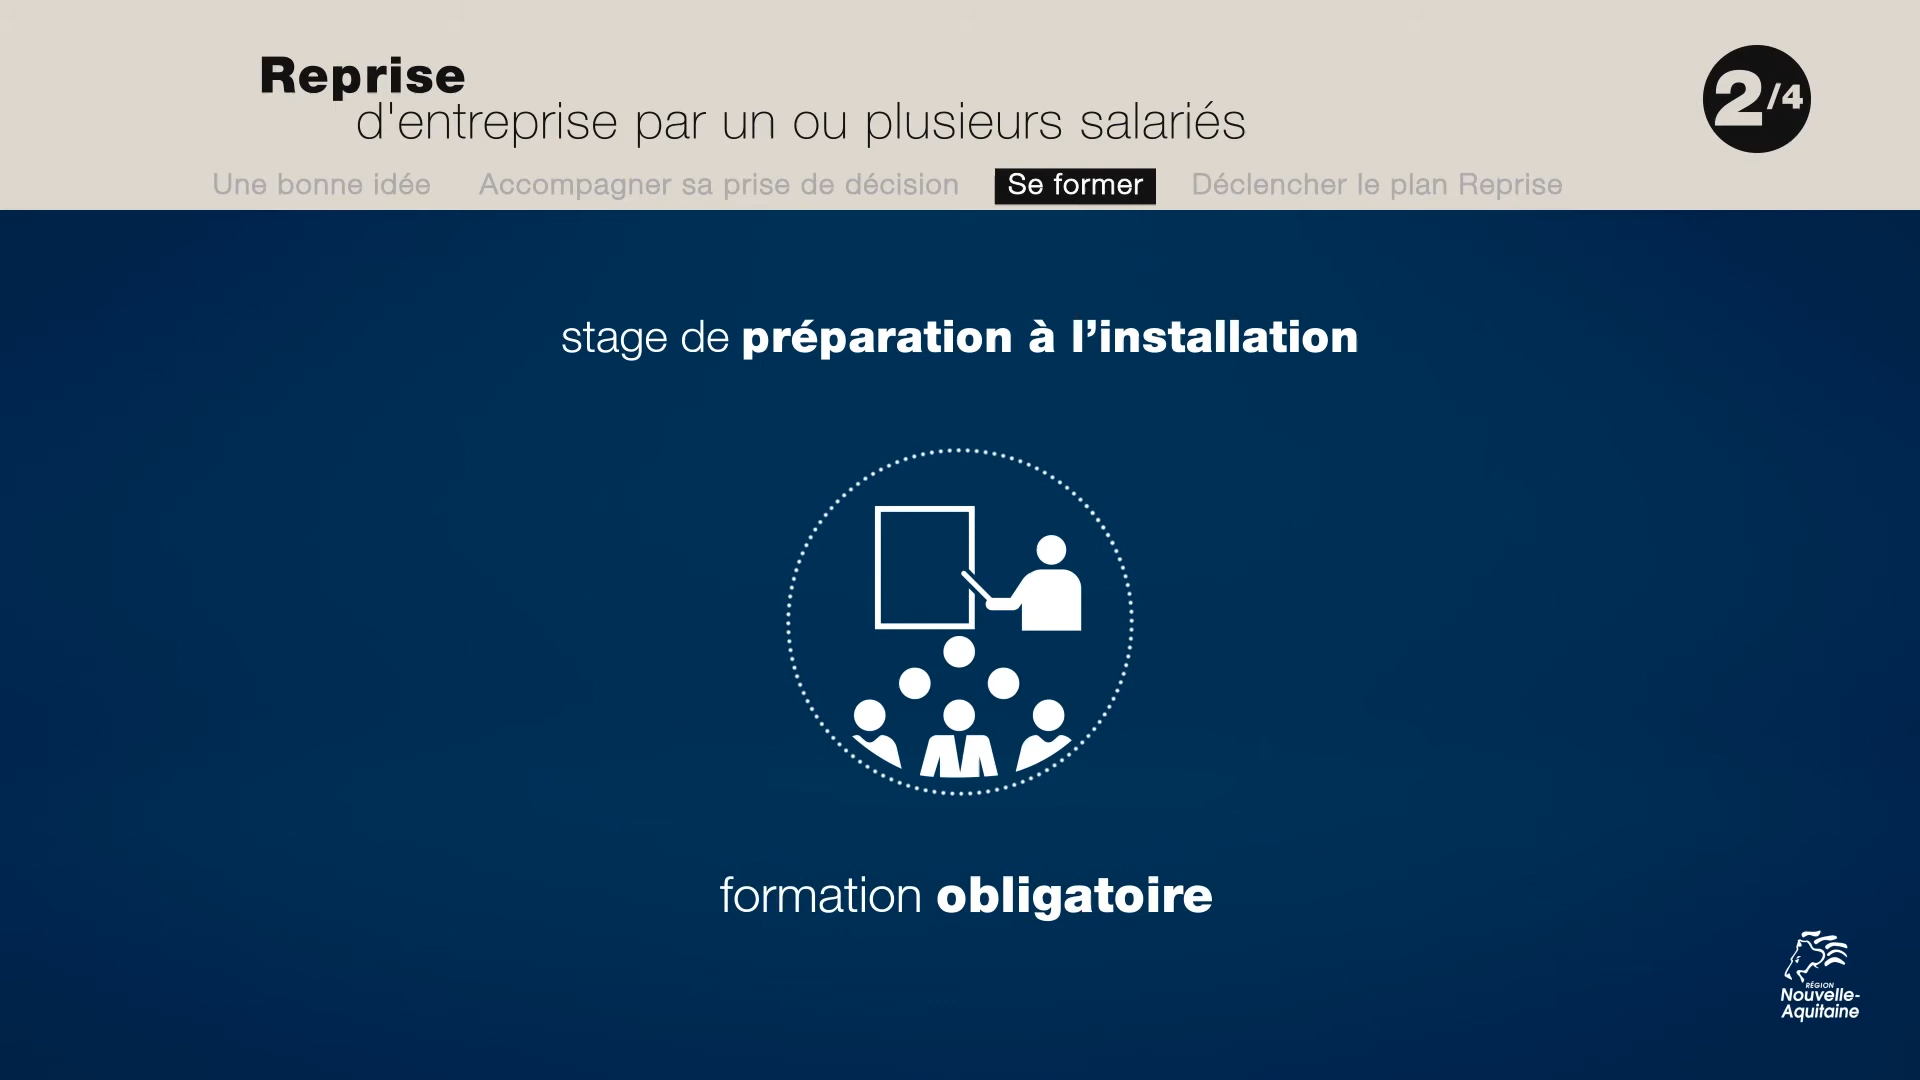 Reprise
d'entreprise par un ou plusieurs salariés
2/4
Une bonne idée Accompagner sa prise de décision Se former Déclencher le plan Reprise
stage de préparation à l’installation
formation obligatoire
RÉGION
Nouvelle-
Aquitaine